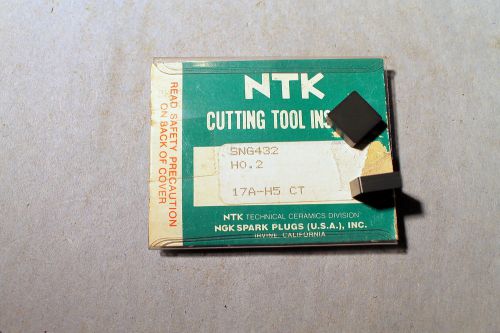 NTK
CUTTING TOOL INS
SNG432
H0.2
17A-H5 CT
NTK TECHNICAL CERAMICS DIVISION
NGK SPARK PLUGS (U.S.A.), INC.
IRVINE, CALIFORNIA
READ SAFETY PRECAUTION
ON BACK OF COVER